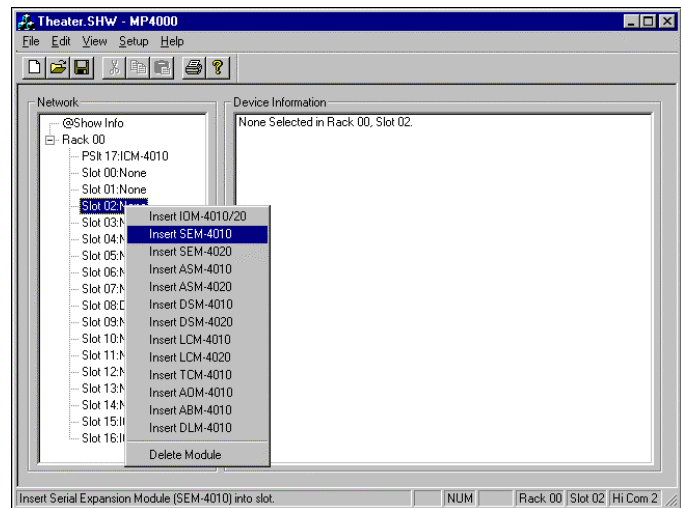 Theater.SHW - MP4000
File Edit View Setup Help
Network
Device Information
@Show Info
None Selected in Rack 00, Slot 02.
Rack 00
PSlt 17:ICM-4010
Slot 00:None
Slot 01:None
Slot 02:None
Slot 03:N
Slot 04:N
Slot 05:N
Slot 06:N
Slot 07:N
Slot 08:D
Slot 09:N
Slot 10:N
Slot 11:N
Slot 12:N
Slot 13:N
Slot 14:N
Slot 15:I
Slot 16:I
Insert IOM-4010/20
Insert SEM-4010
Insert SEM-4020
Insert ASM-4010
Insert ASM-4020
Insert DSM-4010
Insert DSM-4020
Insert LCM-4010
Insert LCM-4020
Insert TCM-4010
Insert AOM-4010
Insert ABM-4010
Insert DLM-4010
Delete Module
Insert Serial Expansion Module (SEM-4010) into slot.
NUM
Rack 00
Slot 02
Hi Com 2